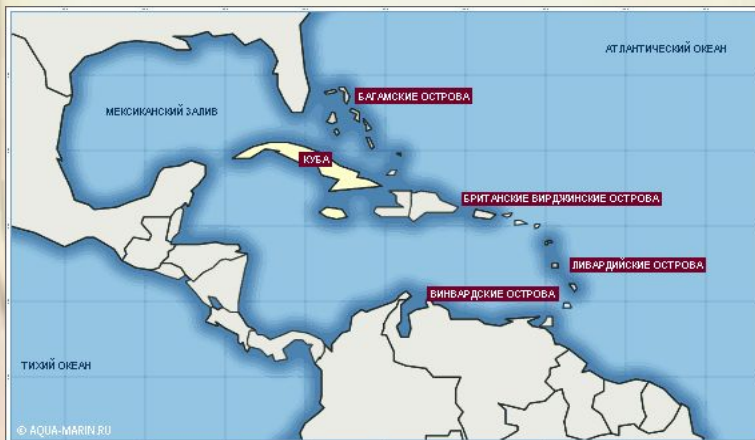 АТЛАНТИЧЕСКИЙ ОКЕАН
БАГАМСКИЕ ОСТРОВА
МЕКСИКАНСКИЙ ЗАЛИВ
КУБА
БРИТАНСКИЕ ВИРДЖИНСКИЕ ОСТРОВА
ЛИВАРДИЙСКИЕ ОСТРОВА
ВИНВАРДСКИЕ ОСТРОВА
ТИХИЙ ОКЕАН
© AQUA-MARIN.RU